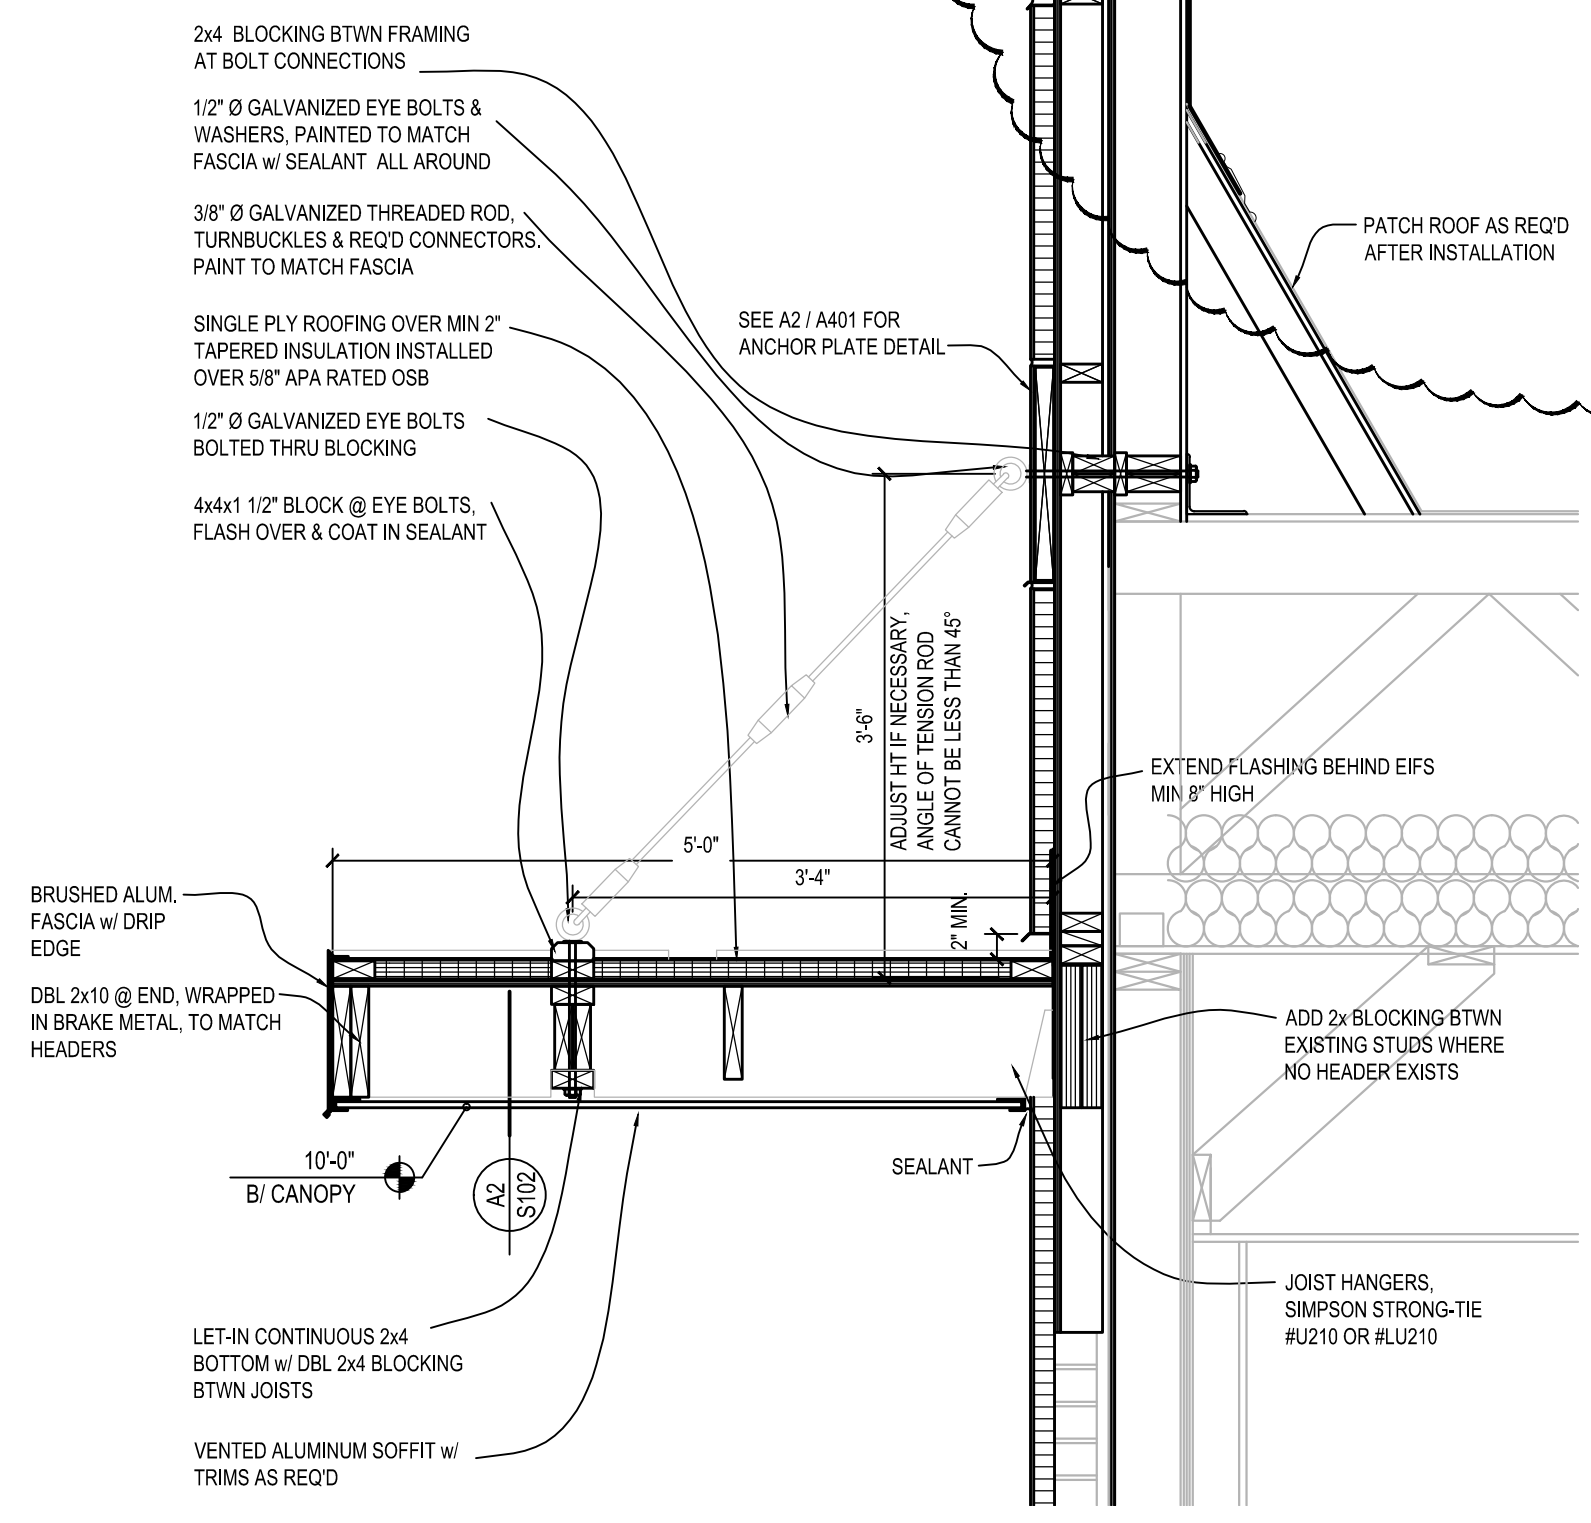 2x4 BLOCKING BTWN FRAMING
AT BOLT CONNECTIONS
1/2" Ø GALVANIZED EYE BOLTS &
WASHERS, PAINTED TO MATCH
FASCIA w/ SEALANT ALL AROUND
3/8" Ø GALVANIZED THREADED ROD,
TURNBUCKLES & REQ'D CONNECTORS.
PAINT TO MATCH FASCIA
SINGLE PLY ROOFING OVER MIN 2"
TAPERED INSULATION INSTALLED
OVER 5/8" APA RATED OSB
1/2" Ø GALVANIZED EYE BOLTS
BOLTED THRU BLOCKING
4x4x1 1/2" BLOCK @ EYE BOLTS,
FLASH OVER & COAT IN SEALANT
SEE A2 / A401 FOR
ANCHOR PLATE DETAIL
PATCH ROOF AS REQ'D
AFTER INSTALLATION
3'-6"
ADJUST HT IF NECESSARY,
ANGLE OF TENSION ROD
CANNOT BE LESS THAN 45°
EXTEND FLASHING BEHIND EIFS
MIN 8" HIGH
5'-0"
3'-4"
2" MIN.
BRUSHED ALUM.
FASCIA w/ DRIP
EDGE
DBL 2x10 @ END, WRAPPED
IN BRAKE METAL, TO MATCH
HEADERS
ADD 2x BLOCKING BTWN
EXISTING STUDS WHERE
NO HEADER EXISTS
10'-0"
B/ CANOPY
A2
S102
SEALANT
JOIST HANGERS,
SIMPSON STRONG-TIE
#U210 OR #LU210
LET-IN CONTINUOUS 2x4
BOTTOM w/ DBL 2x4 BLOCKING
BTWN JOISTS
VENTED ALUMINUM SOFFIT w/
TRIMS AS REQ'D